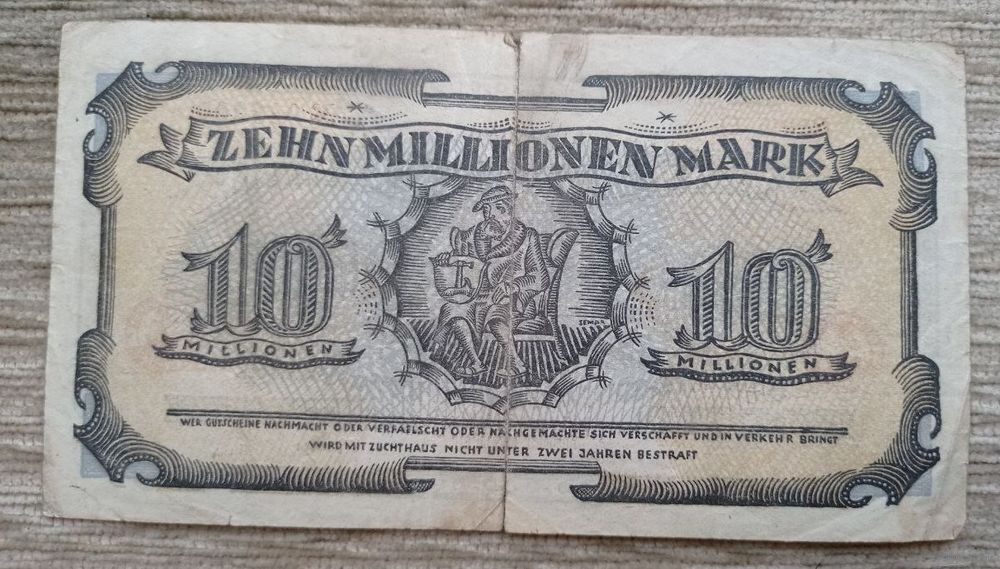 ZEHN MILLIONEN MARK
10
MILLIONEN
10
MILLIONEN
WER GUTSCHEINE NACHMACHT ODER VERFAELSCHT ODER NACHGEMACHTE SICH VERSCHAFFT UND IN VERKEHR BRINGT
WIRD MIT ZUCHTHAUS NICHT UNTER ZWEI JAHREN BESTRAFT